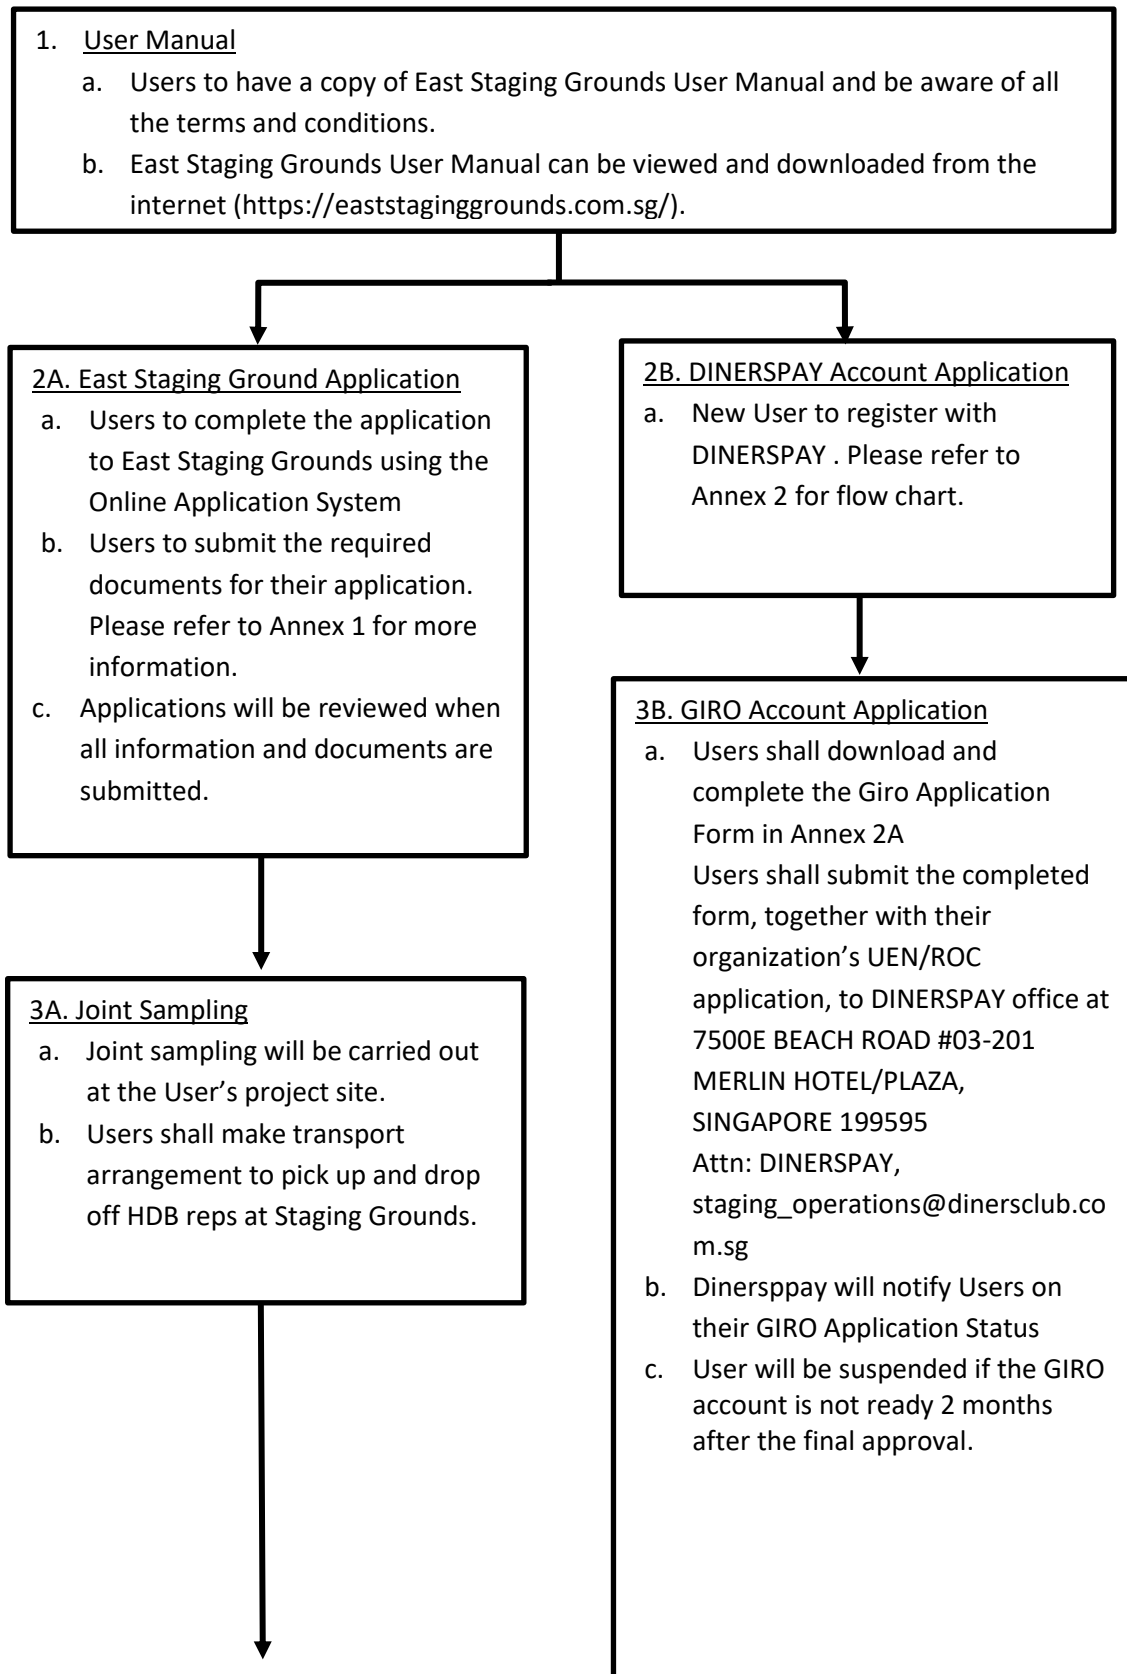 1. User Manual
a. Users to have a copy of East Staging Grounds User Manual and be aware of all
the terms and conditions.
b. East Staging Grounds User Manual can be viewed and downloaded from the
internet (https://eaststaginggrounds.com.sg/).
2A. East Staging Ground Application
a. Users to complete the application
to East Staging Grounds using the
Online Application System
b. Users to submit the required
documents for their application.
Please refer to Annex 1 for more
information.
c. Applications will be reviewed when
all information and documents are
submitted.
2B. DINERSPAY Account Application
a. New User to register with
DINERSPAY . Please refer to
Annex 2 for flow chart.
3A. Joint Sampling
a. Joint sampling will be carried out
at the User’s project site.
b. Users shall make transport
arrangement to pick up and drop
off HDB reps at Staging Grounds.
3B. GIRO Account Application
a. Users shall download and
complete the Giro Application
Form in Annex 2A
Users shall submit the completed
form, together with their
organization’s UEN/ROC
application, to DINERSPAY office at
7500E BEACH ROAD #03-201
MERLIN HOTEL/PLAZA,
SINGAPORE 199595
Attn: DINERSPAY,
staging_operations@dinersclub.co
m.sg
b. Dinersppay will notify Users on
their GIRO Application Status
c. User will be suspended if the GIRO
account is not ready 2 months
after the final approval.